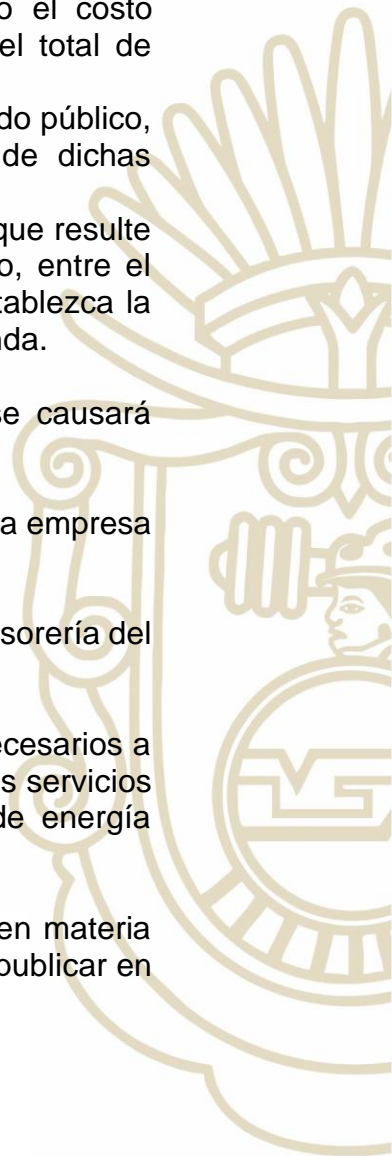 o el costo
el total de
do público,
de dichas
que resulte
o, entre el
tablezca la
nda.
se causará
a empresa
sorería del
ecesarios a
s servicios
de energía
en materia
publicar en